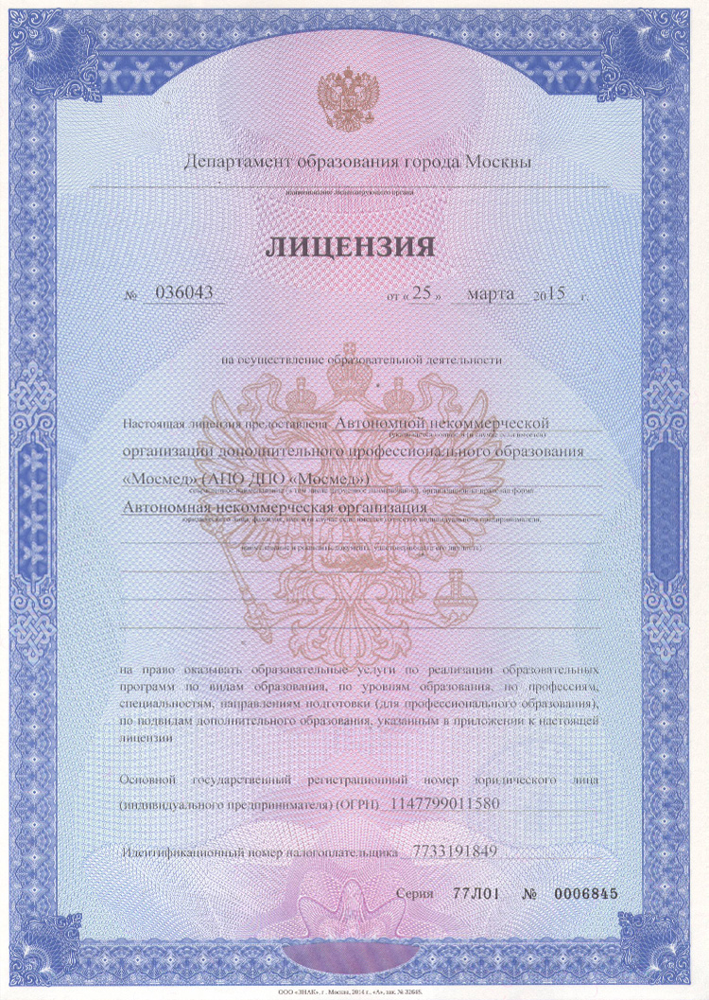 Департамент образования города Москвы
наименование лицензирующего органа
ЛИЦЕНЗИЯ
№ 036043 от « 25 » марта 2015 г.
на осуществление образовательной деятельности
Настоящая лицензия предоставлена Автономной некоммерческой
(указываются полное и (в случае если имеется)
организации дополнительного профессионального образования
«Мосмед» (АПО ДПО «Мосмед»)
сокращенное наименование (в том числе фирменное наименование), организационно-правовая форма
Автономная некоммерческая организация
юридического лица, фамилия, имя и (в случае если имеется) отчество индивидуального предпринимателя,
наименование и реквизиты документа, удостоверяющего его личность)
на право оказывать образовательные услуги по реализации образовательных
программ по видам образования, по уровням образования, по профессиям,
специальностям, направлениям подготовки (для профессионального образования),
по подвидам дополнительного образования, указанным в приложении к настоящей
лицензии
Основной государственный регистрационный номер юридического лица
(индивидуального предпринимателя) (ОГРН) 1147799011580
Идентификационный номер налогоплательщика 7733191849
Серия 77Л01 № 0006845
ООО «ЗНАК», г. Москва, 2014 г., «А», зак. № 32645.